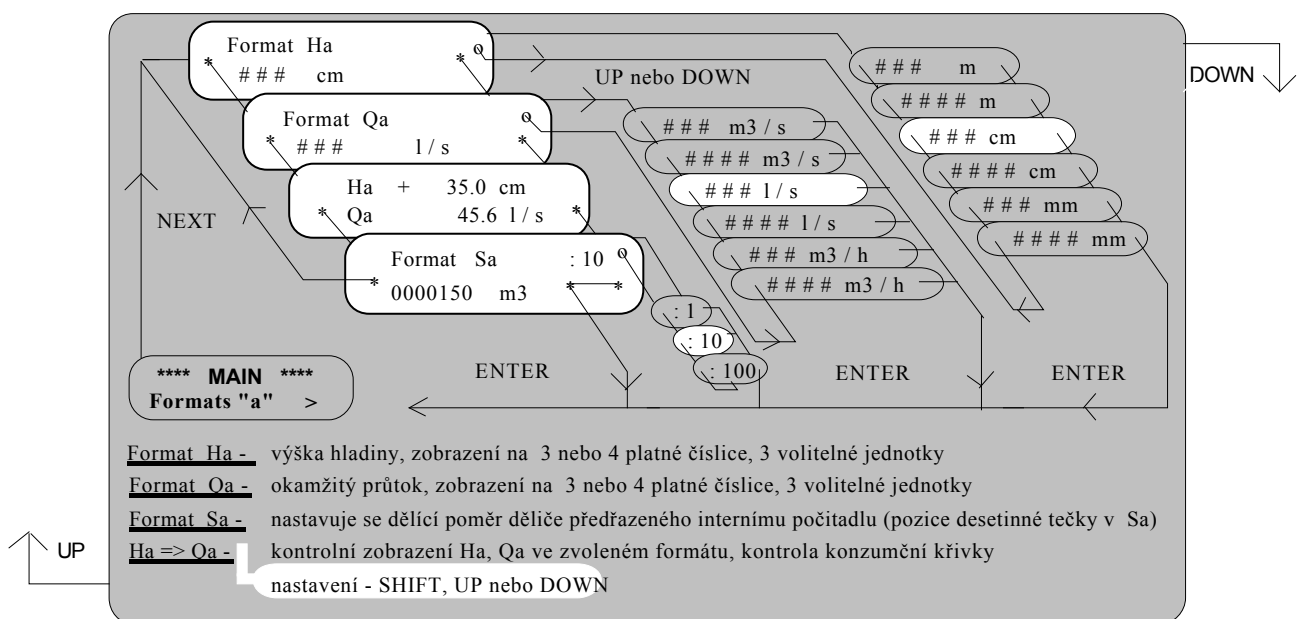 Format Ha
* ### cm * o
UP nebo DOWN
DOWN
Format Qa o
* ### l / s *
Ha + 35.0 cm
* Qa 45.6 l / s *
NEXT
Format Sa : 10 o
* 0000150 m3 * *
### m3 / s
#### m3 / s
### l / s
#### l / s
### m3 / h
#### m3 / h
### m
#### m
### cm
#### cm
### mm
#### mm
: 1
: 10
: 100
**** MAIN ****
Formats "a" >
ENTER
ENTER
ENTER
Format Ha - výška hladiny, zobrazení na 3 nebo 4 platné číslice, 3 volitelné jednotky
Format Qa - okamžitý průtok, zobrazení na 3 nebo 4 platné číslice, 3 volitelné jednotky
Format Sa - nastavuje se dělící poměr děliče předřazeného internímu počitadlu (pozice desetinné tečky v Sa)
UP
Ha => Qa - kontrolní zobrazení Ha, Qa ve zvoleném formátu, kontrola konzumční křivky
nastavení - SHIFT, UP nebo DOWN